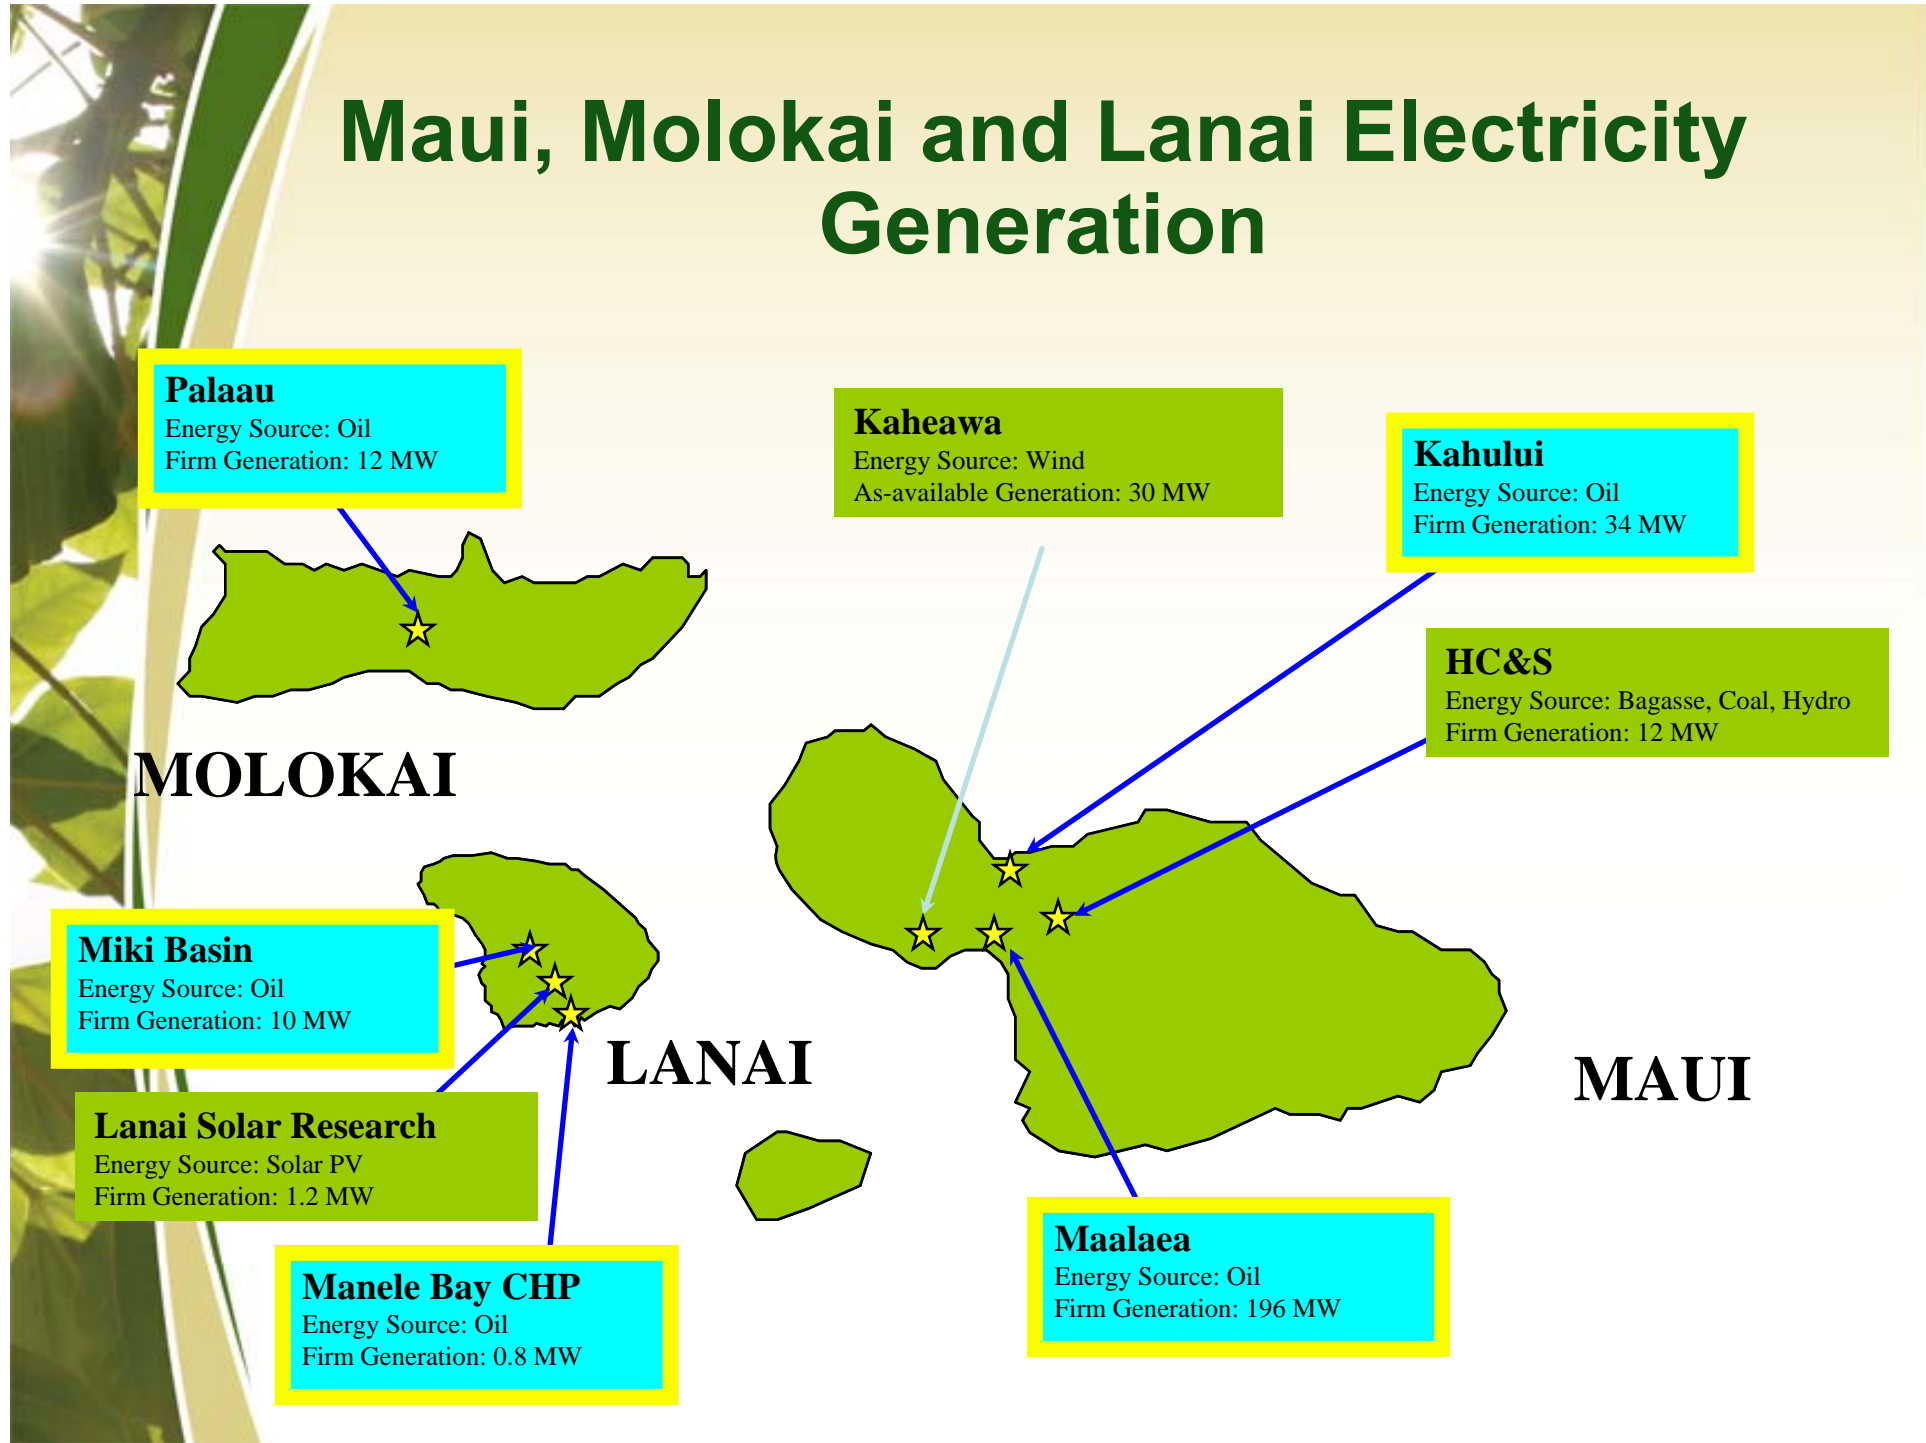 Maui, Molokai and Lanai Electricity
Generation
Palaau
Energy Source: Oil
Firm Generation: 12 MW
Kaheawa
Energy Source: Wind
As-available Generation: 30 MW
Kahului
Energy Source: Oil
Firm Generation: 34 MW
HC&S
Energy Source: Bagasse, Coal, Hydro
Firm Generation: 12 MW
MOLOKAI
Miki Basin
Energy Source: Oil
Firm Generation: 10 MW
LANAI
MAUI
Lanai Solar Research
Energy Source: Solar PV
Firm Generation: 1.2 MW
Manele Bay CHP
Energy Source: Oil
Firm Generation: 0.8 MW
Maalaea
Energy Source: Oil
Firm Generation: 196 MW